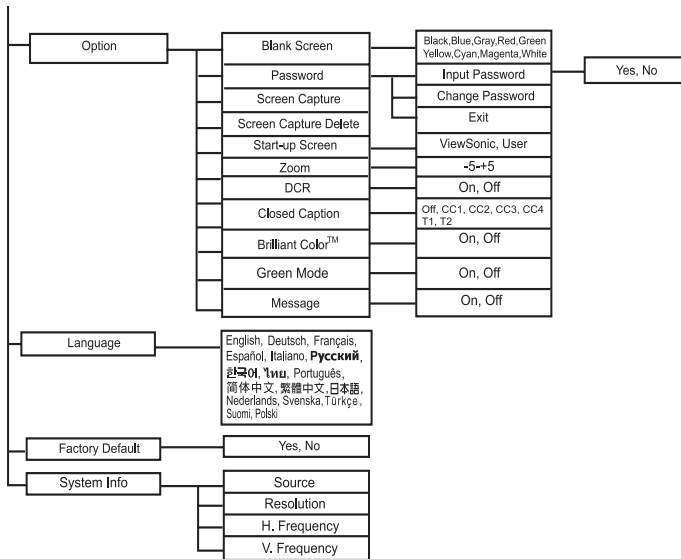 Option
Blank Screen
Black,Blue,Gray,Red,Green
Yellow,Cyan,Magenta,White
Password
Input Password
Yes, No
Change Password
Screen Capture
Exit
Screen Capture Delete
Start-up Screen
ViewSonic, User
Zoom
-5-+5
DCR
On, Off
Closed Caption
Off, CC1, CC2, CC3, CC4
T1, T2
Brilliant Color™
On, Off
Green Mode
On, Off
Message
On, Off
Language
English, Deutsch, Français,
Español, Italiano, Русский,
한국어, ไทย, Português,
简体中文, 繁體中文, 日本語,
Nederlands, Svenska, Türkçe,
Suomi, Polski
Factory Default
Yes, No
System Info
Source
Resolution
H. Frequency
V. Frequency